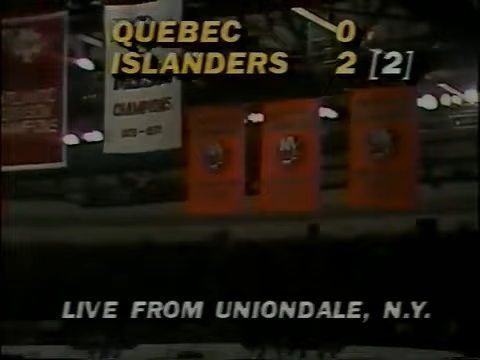 QUEBEC 0
ISLANDERS 2 [2]
CHAMPIONS
LIVE FROM UNIONDALE, N.Y.